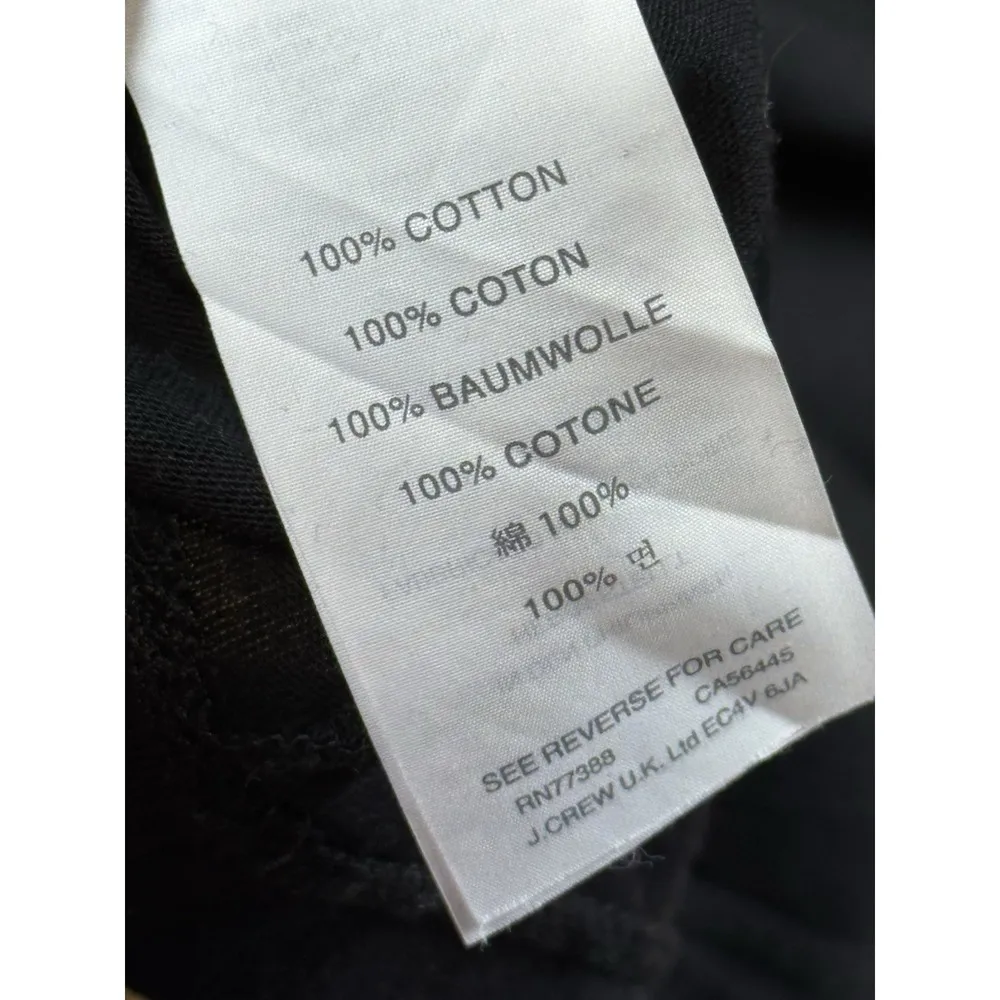 100% COTTON
100% COTON
100% BAUMWOLLE
100% COTONE
綿 100%
100% 면
SEE REVERSE FOR CARE
RN77388 CA56445
J.CREW U.K. Ltd EC4V 6JA